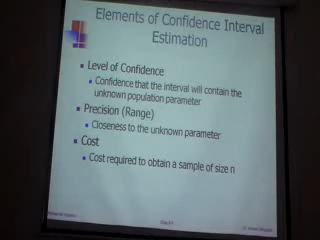 Elements of Confidence Interval
Estimation
Level of Confidence
Confidence that the interval will contain the
unknown population parameter
Precision (Range)
Closeness to the unknown parameter
Cost
Cost required to obtain a sample of size n